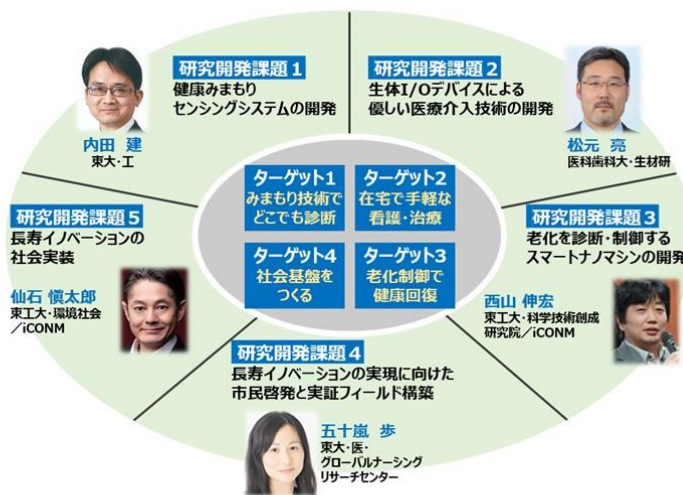 研究開発課題1
健康みまもり
センシングシステムの開発
内田 建
東大・工
研究開発課題2
生体I/Oデバイスによる
優しい医療介入技術の開発
松元 亮
医科歯科大・生材研
ターゲット1
みまもり技術で
どこでも診断
ターゲット2
在宅で手軽な
看護・治療
ターゲット4
社会基盤を
つくる
ターゲット3
老化制御で
健康回復
研究開発課題5
長寿イノベーションの
社会実装
仙石 愼太郎
東工大・環境社会
／iCONM
研究開発課題3
老化を診断・制御する
スマートナノマシンの開発
西山 伸宏
東工大・科学技術創成
研究院／iCONM
研究開発課題4
長寿イノベーションの実現に向けた
市民啓発と実証フィールド構築
五十嵐 歩
東大・医・
グローバルナーシング
リサーチセンター